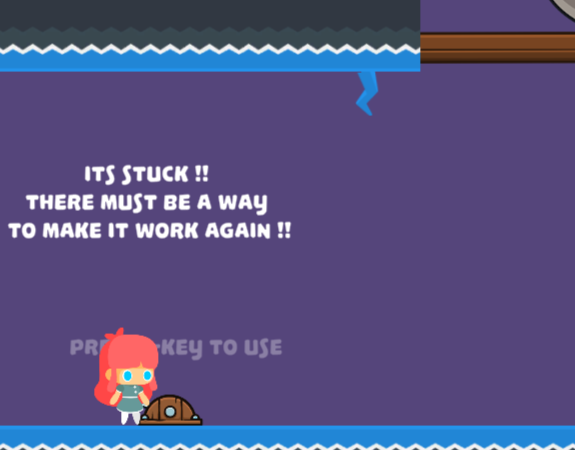 ITS STUCK !!
THERE MUST BE A WAY
TO MAKE IT WORK AGAIN !!
KEY TO USE